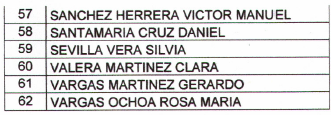 57 SANCHEZ HERRERA VICTOR MANUEL
58 SANTAMARIA CRUZ DANIEL
59 SEVILLA VERA SILVIA
60 VALERA MARTINEZ CLARA
61 VARGAS MARTINEZ GERARDO
62 VARGAS OCHOA ROSA MARIA